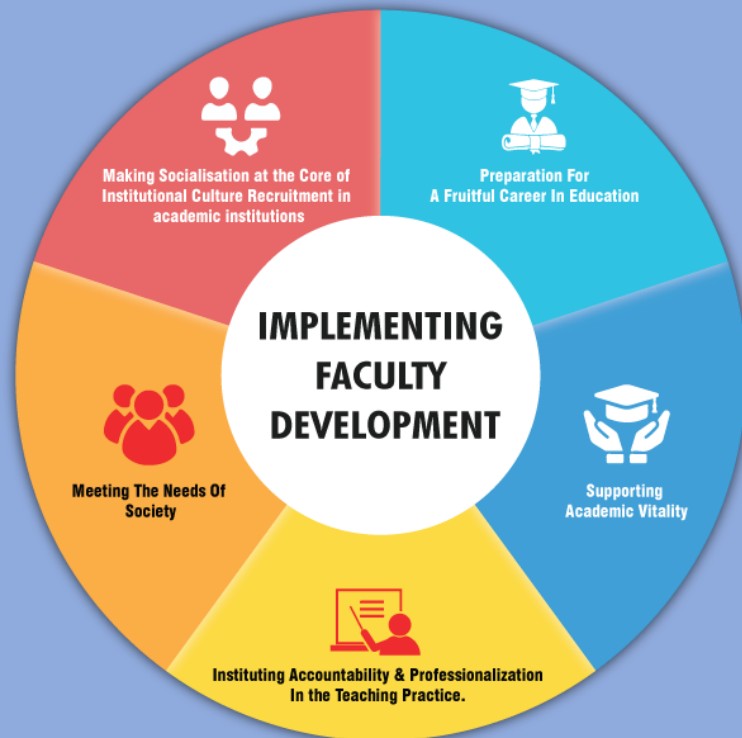 Making Socialisation at the Core of
Institutional Culture Recruitment in
academic institutions
Preparation For
A Fruitful Career In Education
IMPLEMENTING
FACULTY
DEVELOPMENT
Meeting The Needs Of
Society
Supporting
Academic Vitality
Instituting Accountability & Professionalization
In the Teaching Practice.